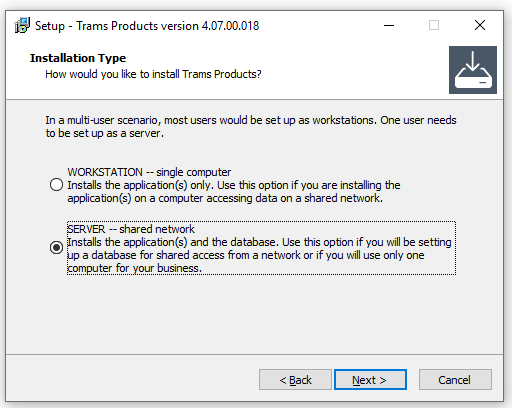 Setup - Trams Products version 4.07.00.018
Installation Type
How would you like to install Trams Products?
In a multi-user scenario, most users would be set up as workstations. One user needs
to be set up as a server.
WORKSTATION -- single computer
Installs the application(s) only. Use this option if you are installing the
application(s) on a computer accessing data on a shared network.
SERVER -- shared network
Installs the application(s) and the database. Use this option if you will be setting
up a database for shared access from a network or if you will use only one
computer for your business.
< Back
Next >
Cancel